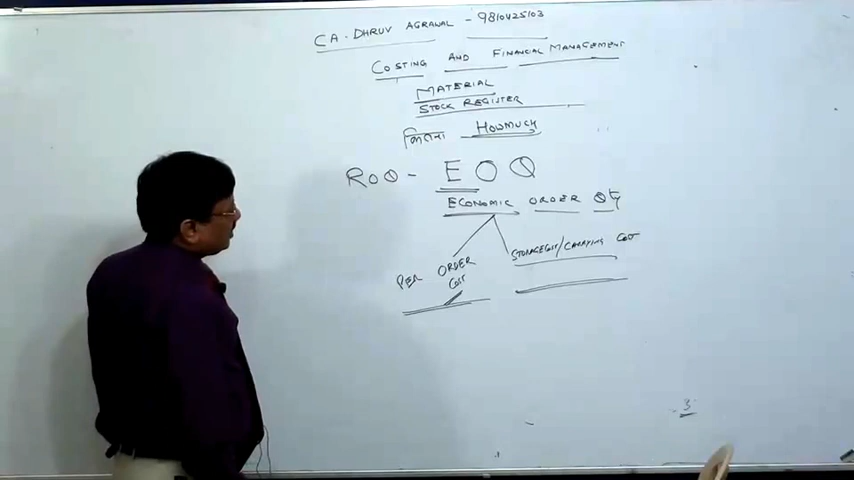 CA. DHRUV AGRAWAL - 9810425103
COSTING AND FINANCIAL MANAGEMENT
MATERIAL
STOCK REGISTER
कितना HOWMUCH
ROQ - EOQ
ECONOMIC ORDER QTY
PER ORDER COST
STORAGE COST/CARRYING COST
3